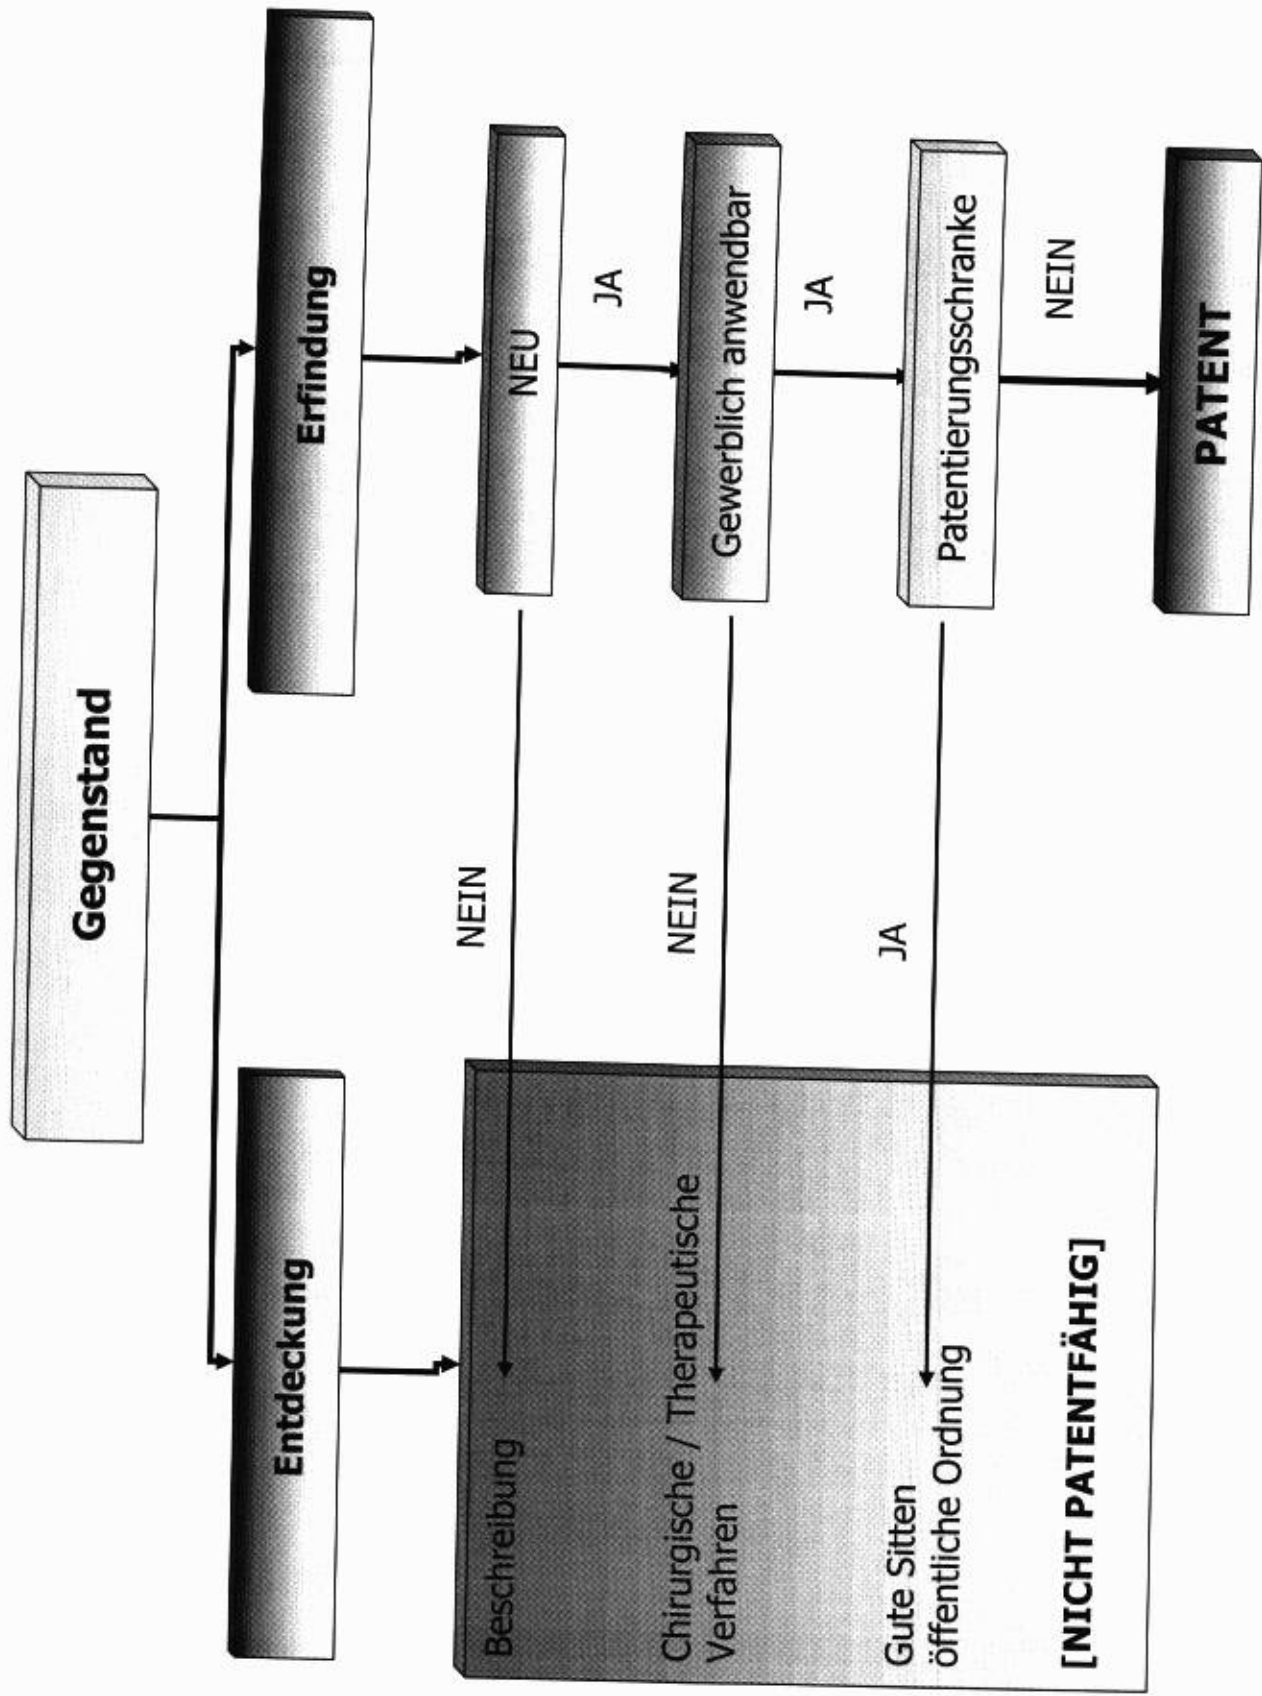 Gegenstand
Entdeckung
Erfindung
Beschreibung
NEIN
NEU
JA
Chirurgische / Therapeutische
Verfahren
NEIN
Gewerblich anwendbar
JA
Gute Sitten
öffentliche Ordnung
JA
Patentierungsschranke
NEIN
[NICHT PATENTFÄHIG]
PATENT